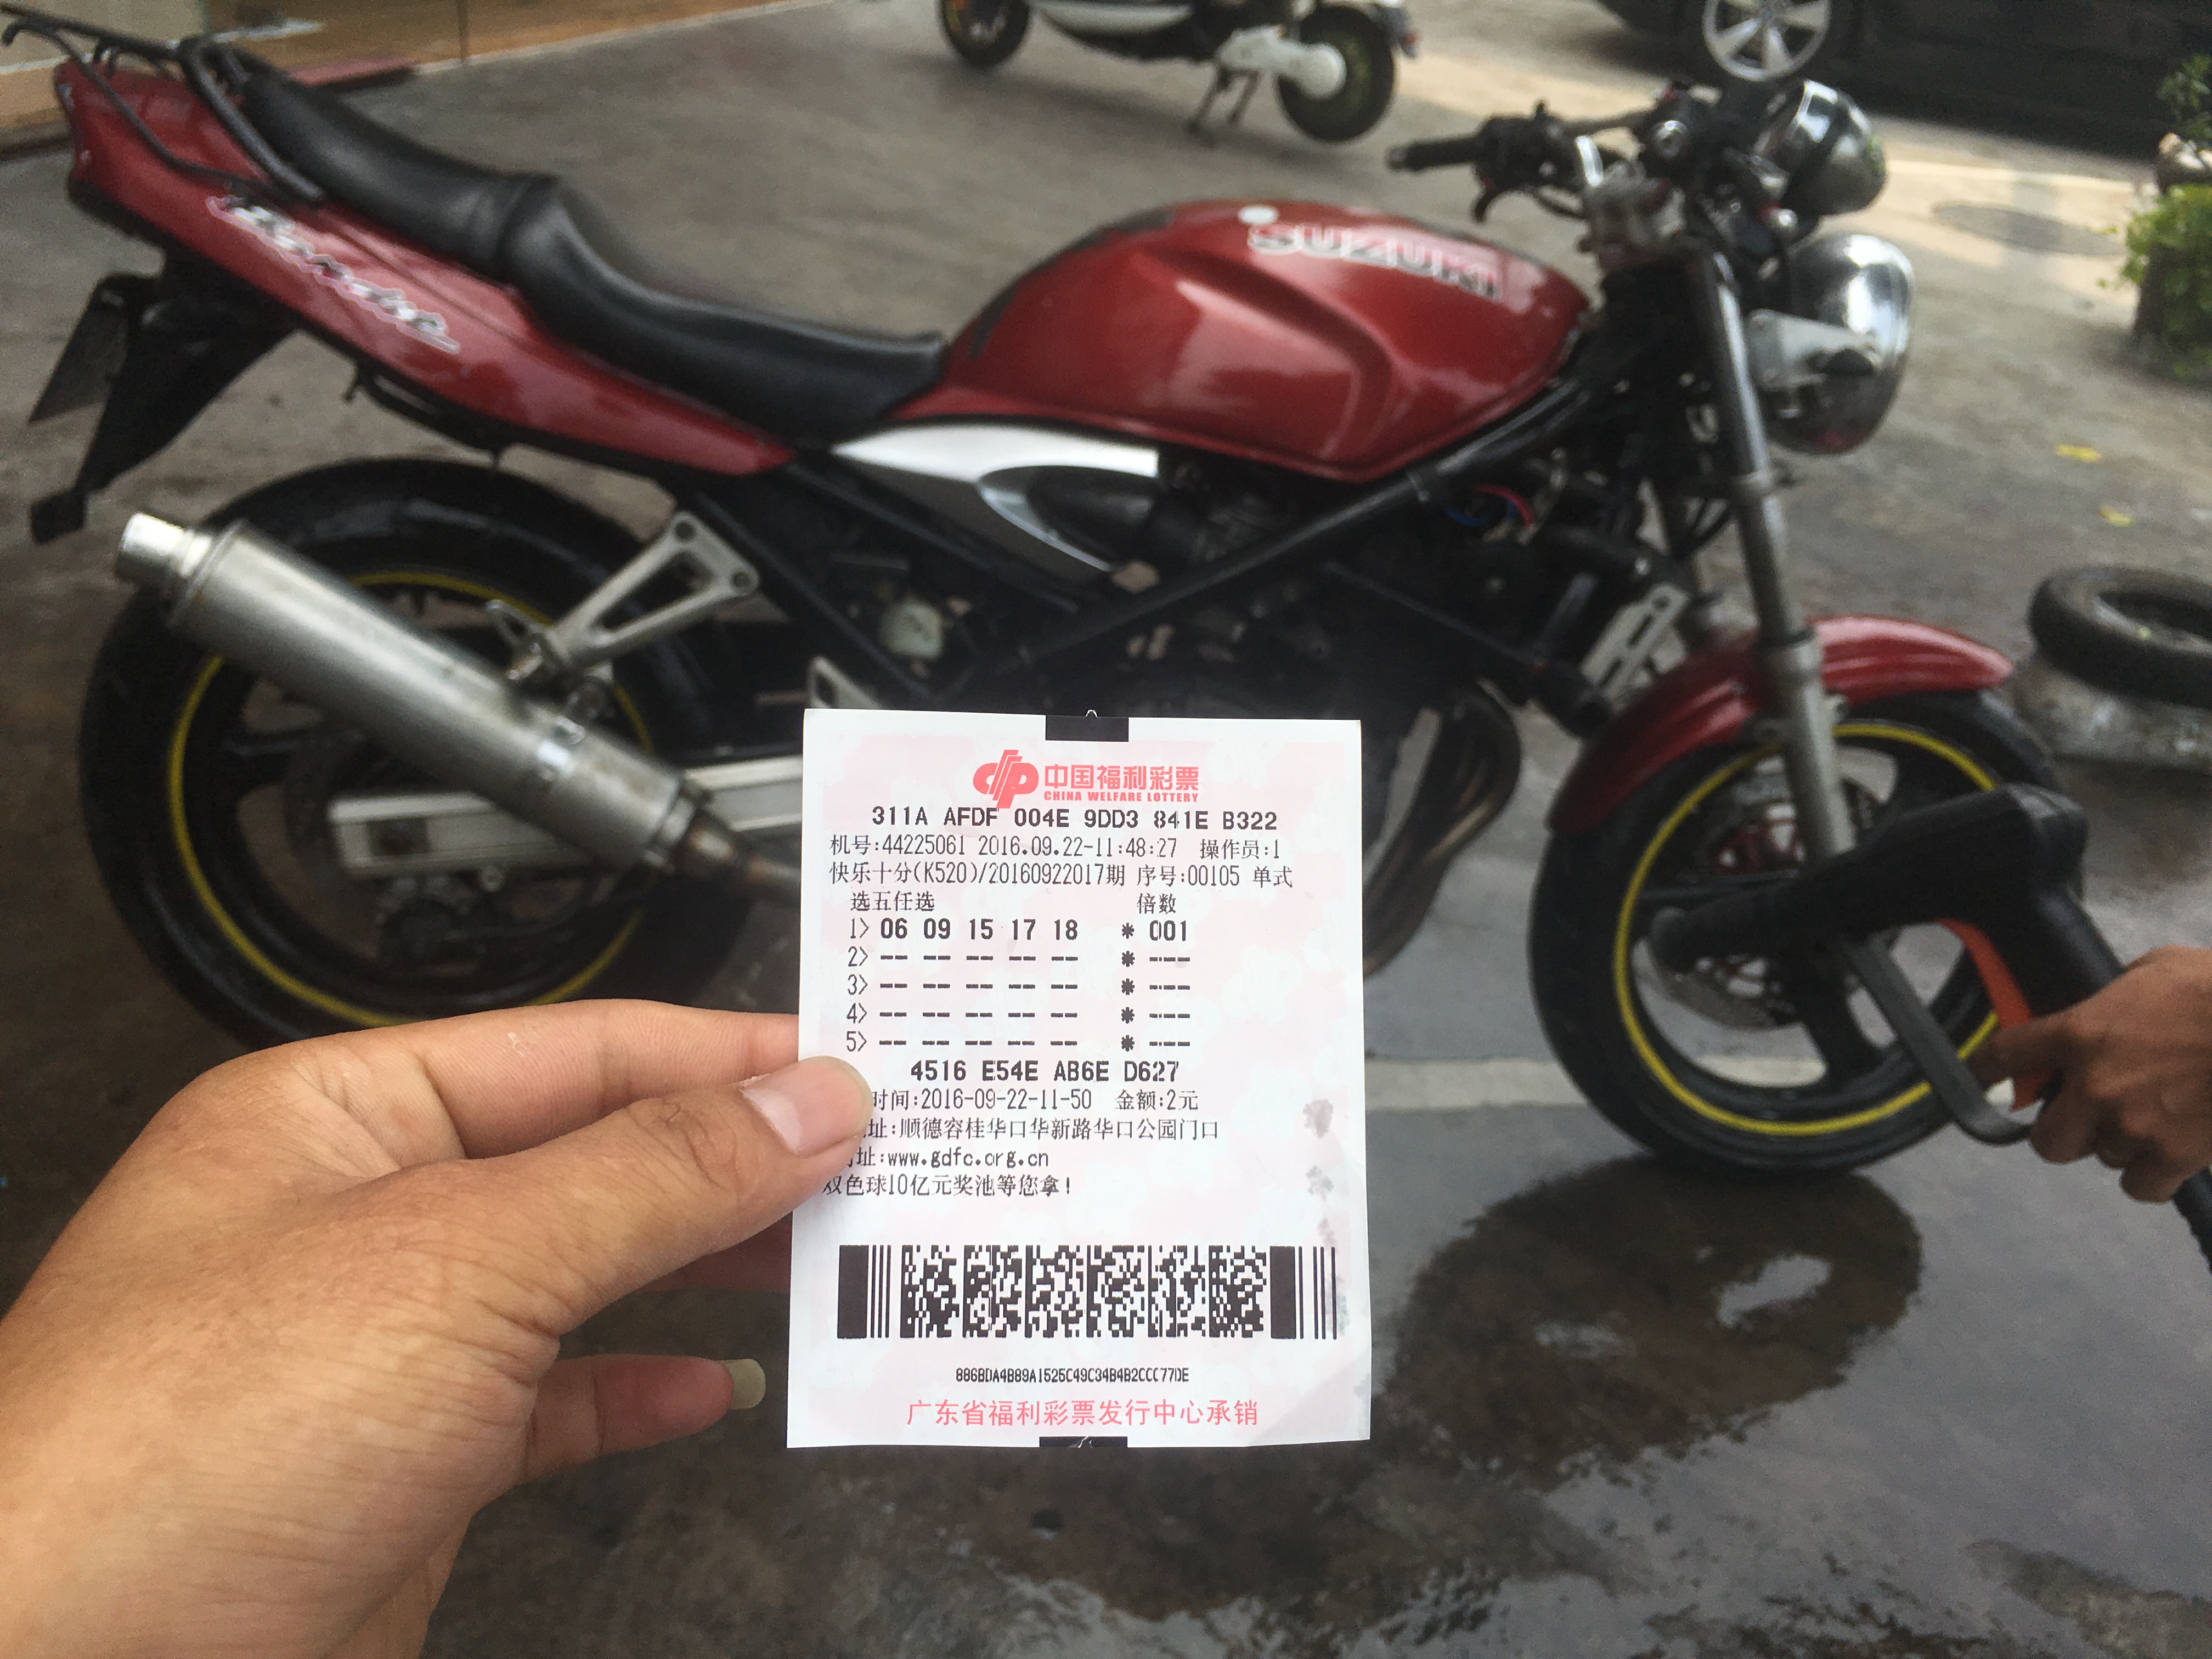 Bandit
SUZUKI
中国福利彩票
CHINA WELFARE LOTTERY
311A AFDF 004E 9DD3 841E B322
机号:44225061 2016.09.22-11:48:27 操作员:1
快乐十分(K520)/20160922017期 序号:00105 单式
选五任选 倍数
1> 06 09 15 17 18 * 001
2> -- -- -- -- -- * ---
3> -- -- -- -- -- * ---
4> -- -- -- -- -- * ---
5> -- -- -- -- -- * ---
4516 E54E AB6E D627
时间:2016-09-22-11-50 金额:2元
址:顺德容桂华口华新路华口公园门口
址:www.gdfc.org.cn
双色球10亿元奖池等您拿!
886BDA4B89A1525C49C34B4B2CCC77DE
广东省福利彩票发行中心承销